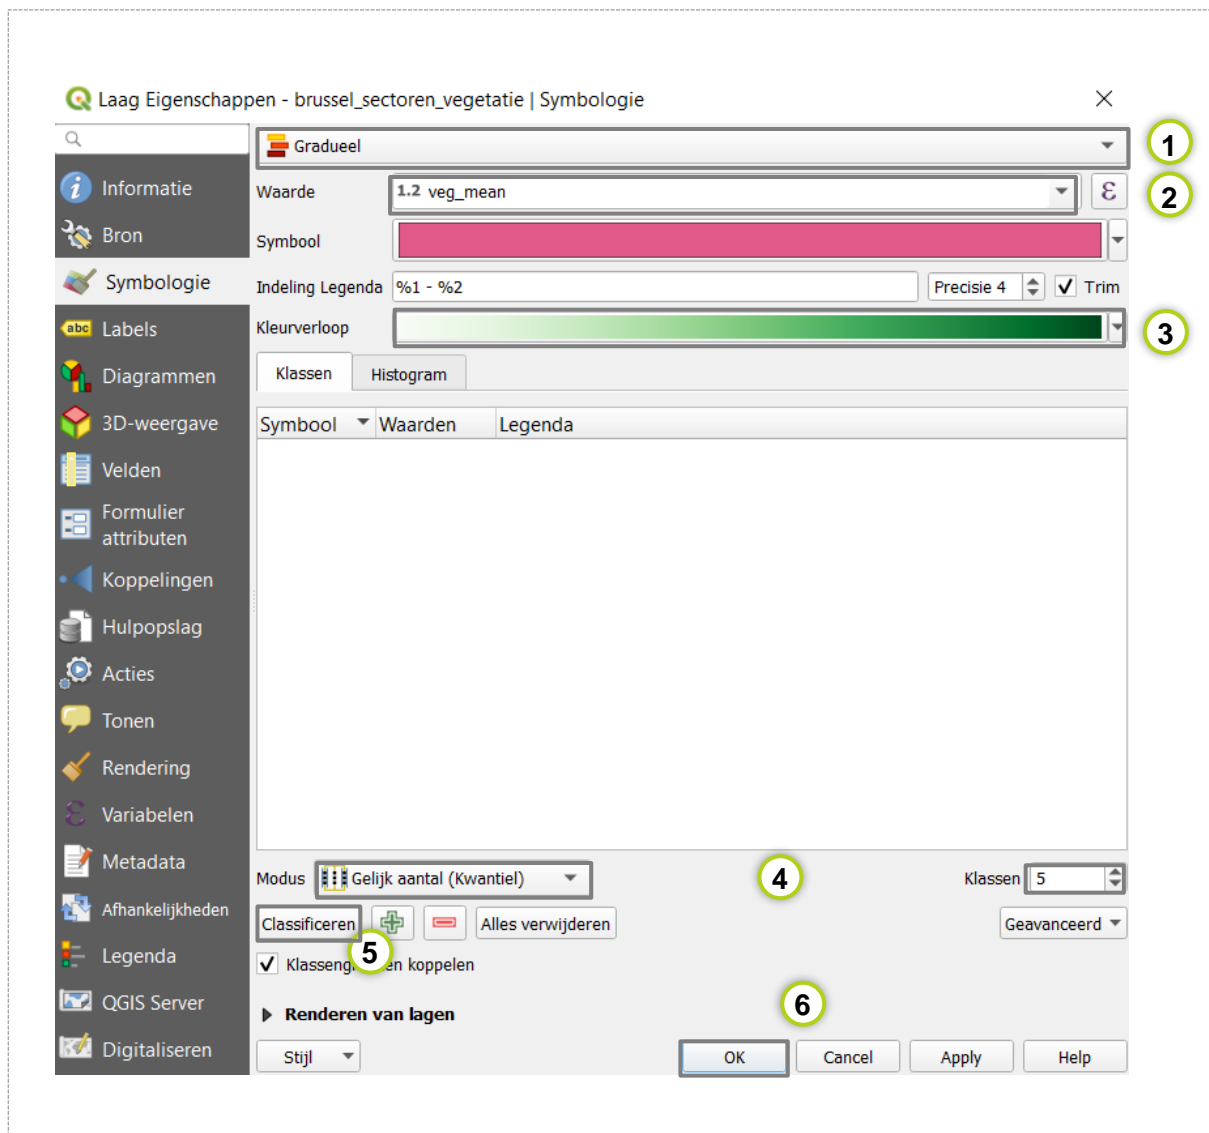 Laag Eigenschappen - brussel_sectoren_vegetatie | Symbologie
Gradueel
1
Informatie
Waarde
1.2 veg_mean
ε
2
Bron
Symbool
Symbologie
Indeling Legenda
%1 - %2
Precisie 4
Trim
abc Labels
Kleurverloop
3
Diagrammen
Klassen
Histogram
3D-weergave
Symbool
Waarden
Legenda
Velden
Formulier
attributen
Koppelingen
Hulpopslag
Acties
Tonen
Rendering
Variabelen
Metadata
Modus
Gelijk aantal (Kwantiel)
4
Klassen
5
Afhankelijkheden
Classificeren
Alles verwijderen
Geavanceerd
5
Legenda
Klasseng en koppelen
QGIS Server
6
Renderen van lagen
Digitaliseren
Stijl
OK
Cancel
Apply
Help